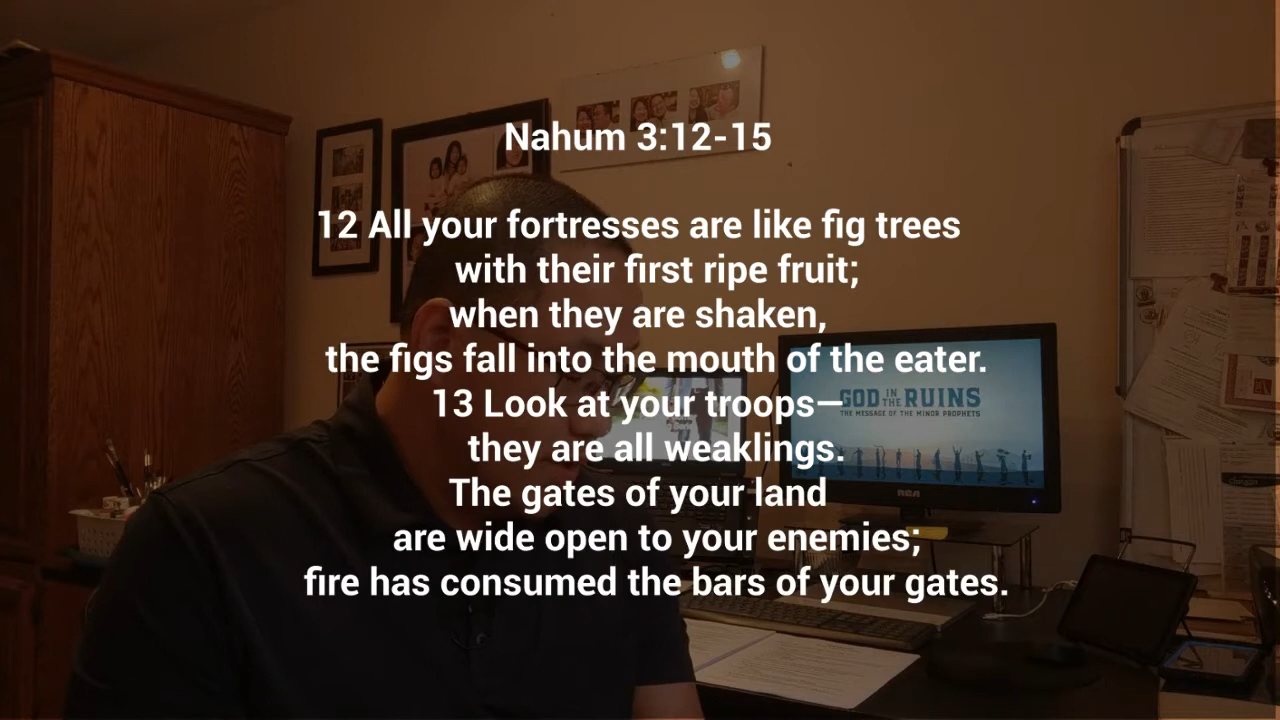 Nahum 3:12-15
12 All your fortresses are like fig trees
with their first ripe fruit;
when they are shaken,
the figs fall into the mouth of the eater.
13 Look at your troops—
they are all weaklings.
The gates of your land
are wide open to your enemies;
fire has consumed the bars of your gates.
GOD IN THE RUINS
THE MESSAGE OF THE MINOR PROPHETS
RCA